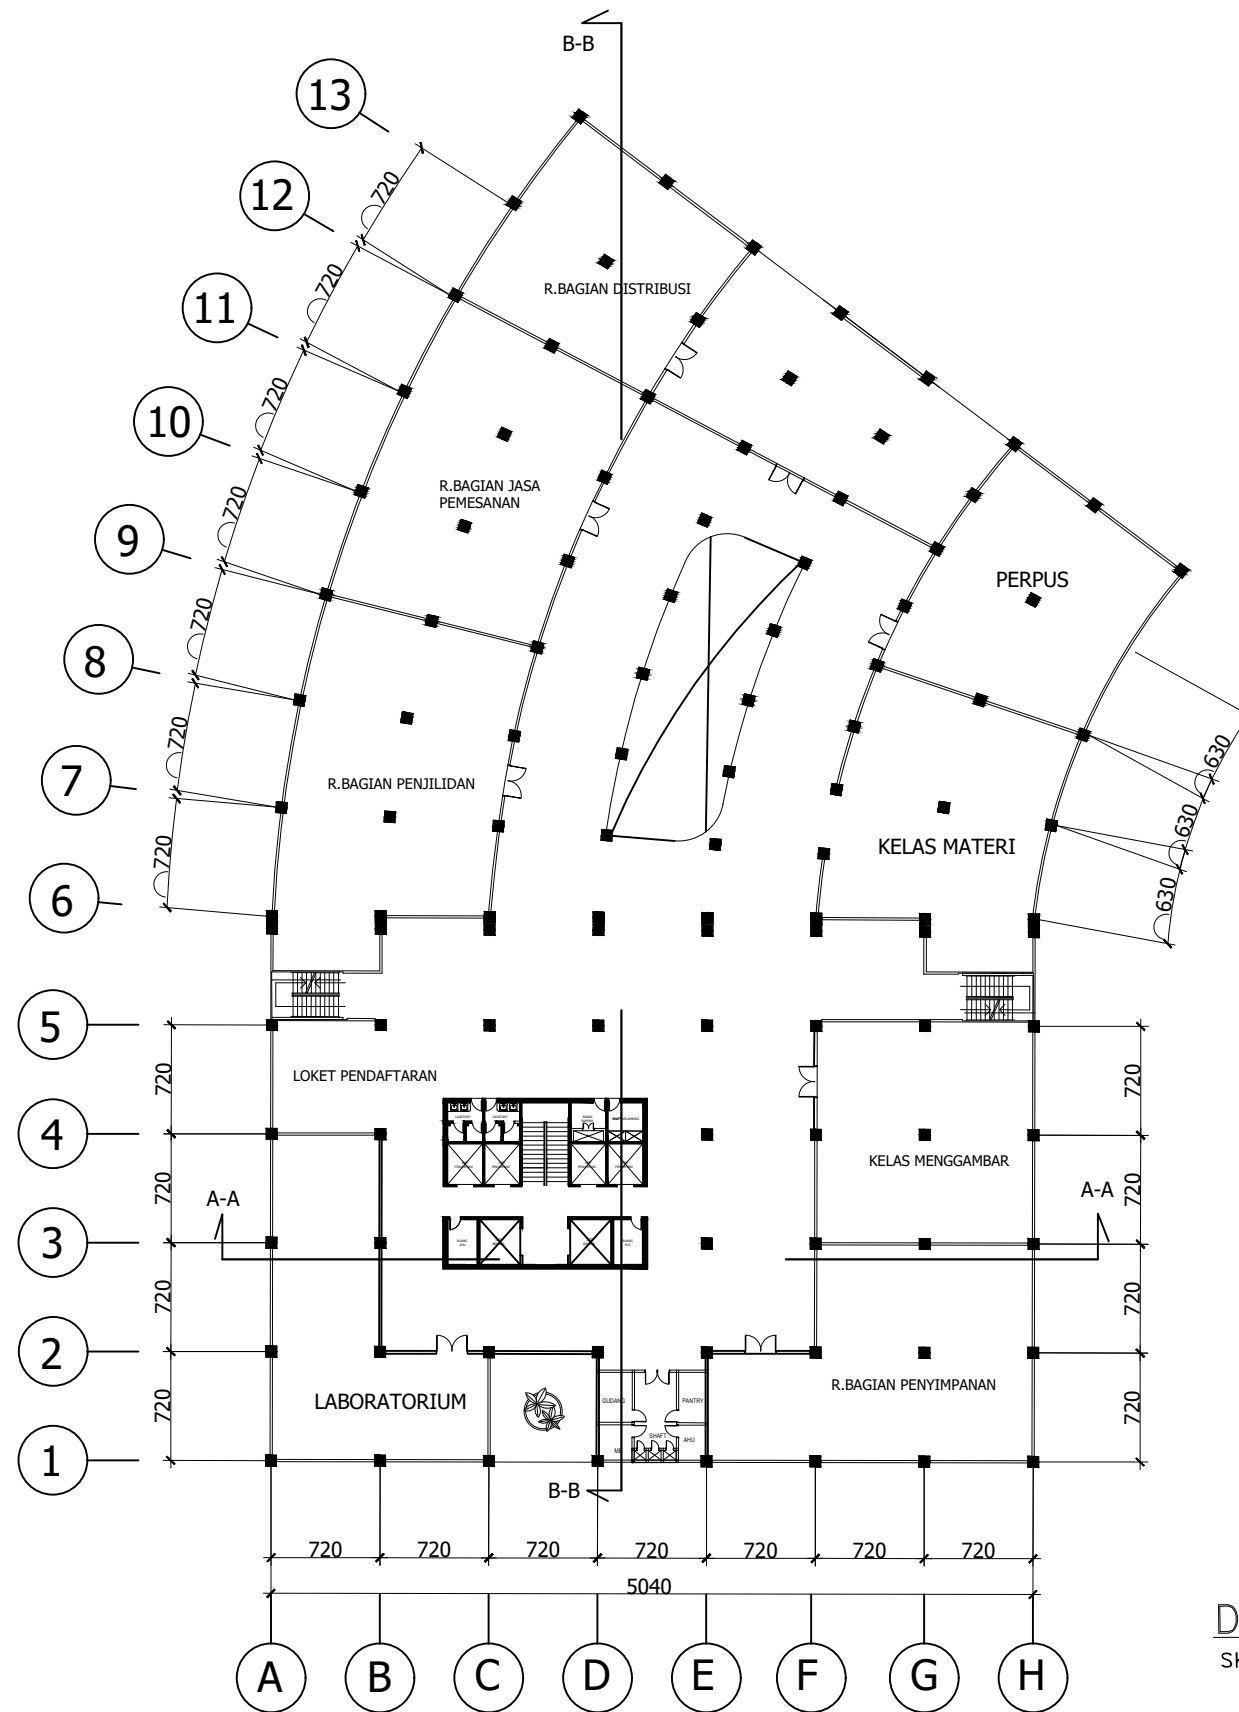 B-B
13
720
12
720
R.BAGIAN DISTRIBUSI
11
720
10
R.BAGIAN JASA
PEMESANAN
720
9
PERPUS
720
8
720
630
7
R.BAGIAN PENJILIDAN
630
KELAS MATERI
720
630
6
5
LOKET PENDAFTARAN
720
720
4
KELAS MENGGAMBAR
A-A
A-A
720
720
3
720
720
2
R.BAGIAN PENYIMPANAN
LABORATORIUM
GUDANG
PANTRY
720
720
SHAFT
AHU
ME
1
B-B
720
720
720
720
720
720
720
5040
A
B
C
D
E
F
G
H